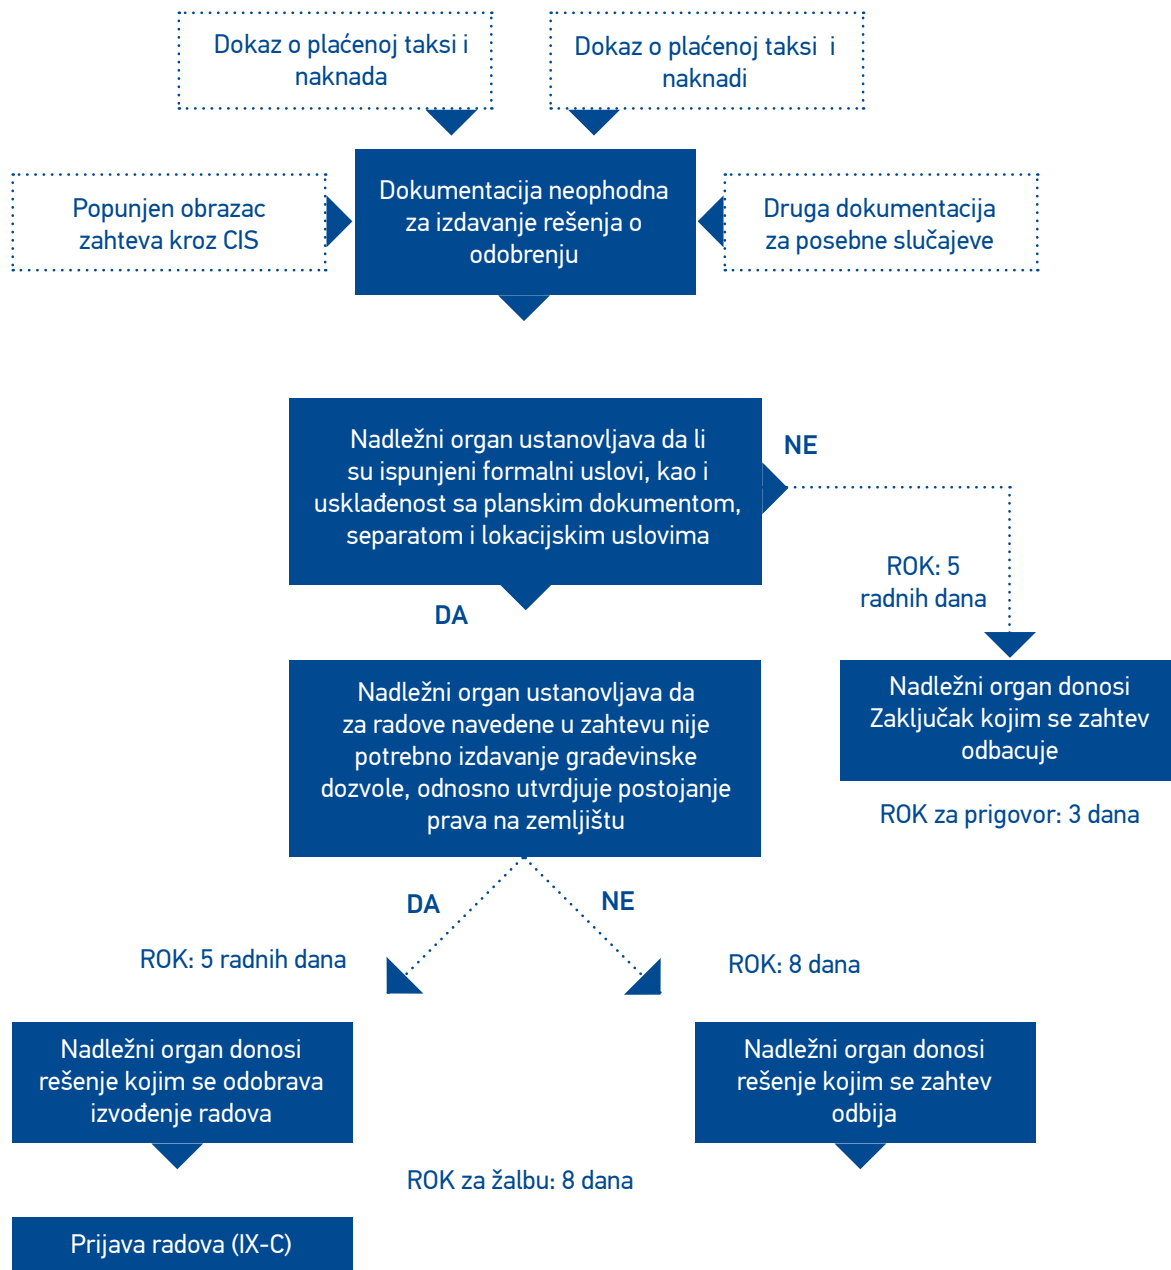 Dokaz o plaćenoj taksi i
naknada
Dokaz o plaćenoj taksi i
naknadi
Popunjen obrazac
zahteva kroz CIS
Dokumentacija neophodna
za izdavanje rešenja o
odobrenju
Druga dokumentacija
za posebne slučajeve
Nadležni organ ustanovljava da li
su ispunjeni formalni uslovi, kao i
usklađenost sa planskim dokumentom,
separatom i lokacijskim uslovima
NE
ROK: 5
radnih dana
DA
Nadležni organ ustanovljava da
za radove navedene u zahtevu nije
potrebno izdavanje građevinske
dozvole, odnosno utvrdjuje postojanje
prava na zemljištu
Nadležni organ donosi
Zaključak kojim se zahtev
odbacuje
ROK za prigovor: 3 dana
DA
NE
ROK: 5 radnih dana
ROK: 8 dana
Nadležni organ donosi
rešenje kojim se odobrava
izvođenje radova
Nadležni organ donosi
rešenje kojim se zahtev
odbija
ROK za žalbu: 8 dana
Prijava radova (IX-C)